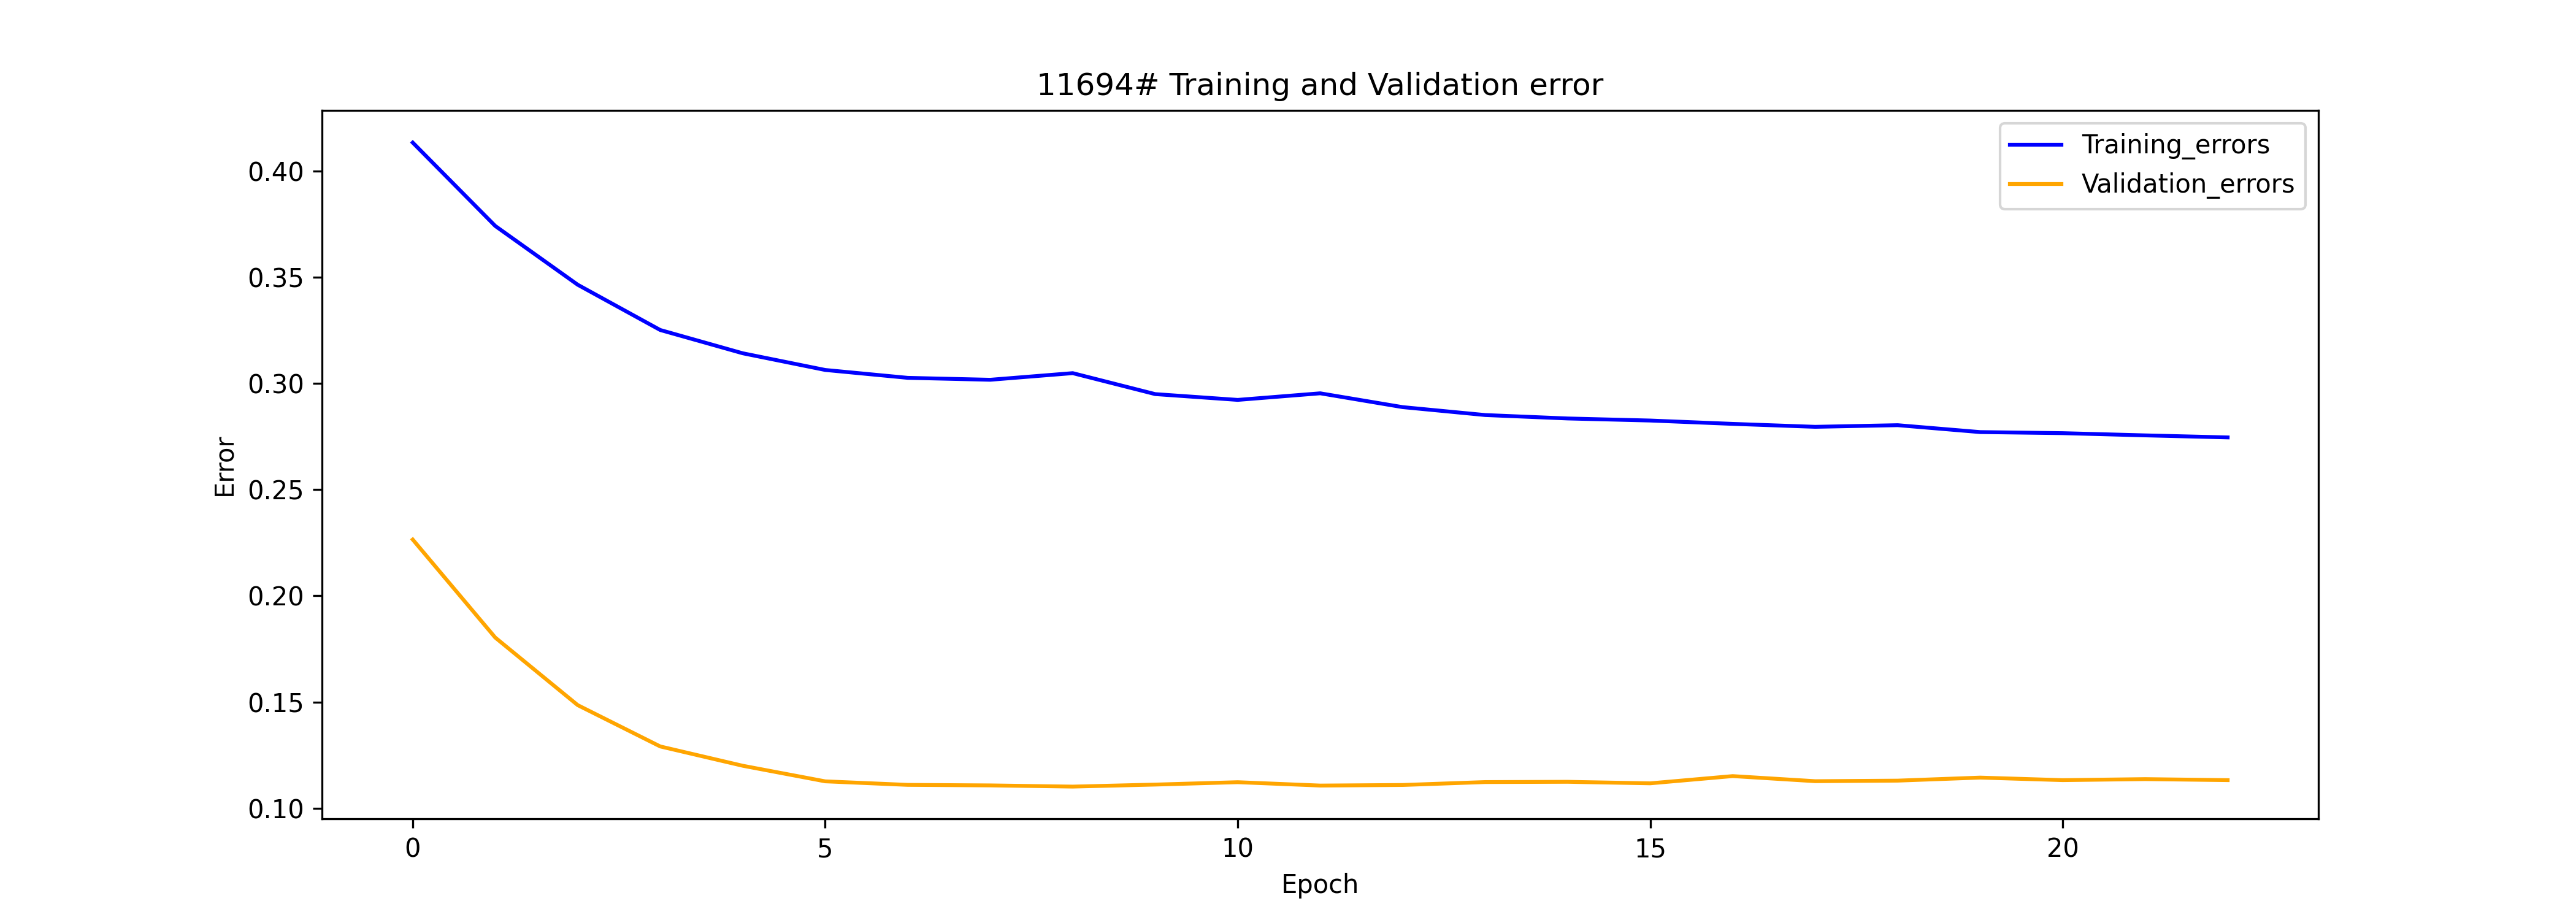 11694# Training and Validation error
Training_errors
Validation_errors
0.40
0.35
0.30
0.25
0.20
0.15
0.10
Error
0 5 10 15 20
Epoch